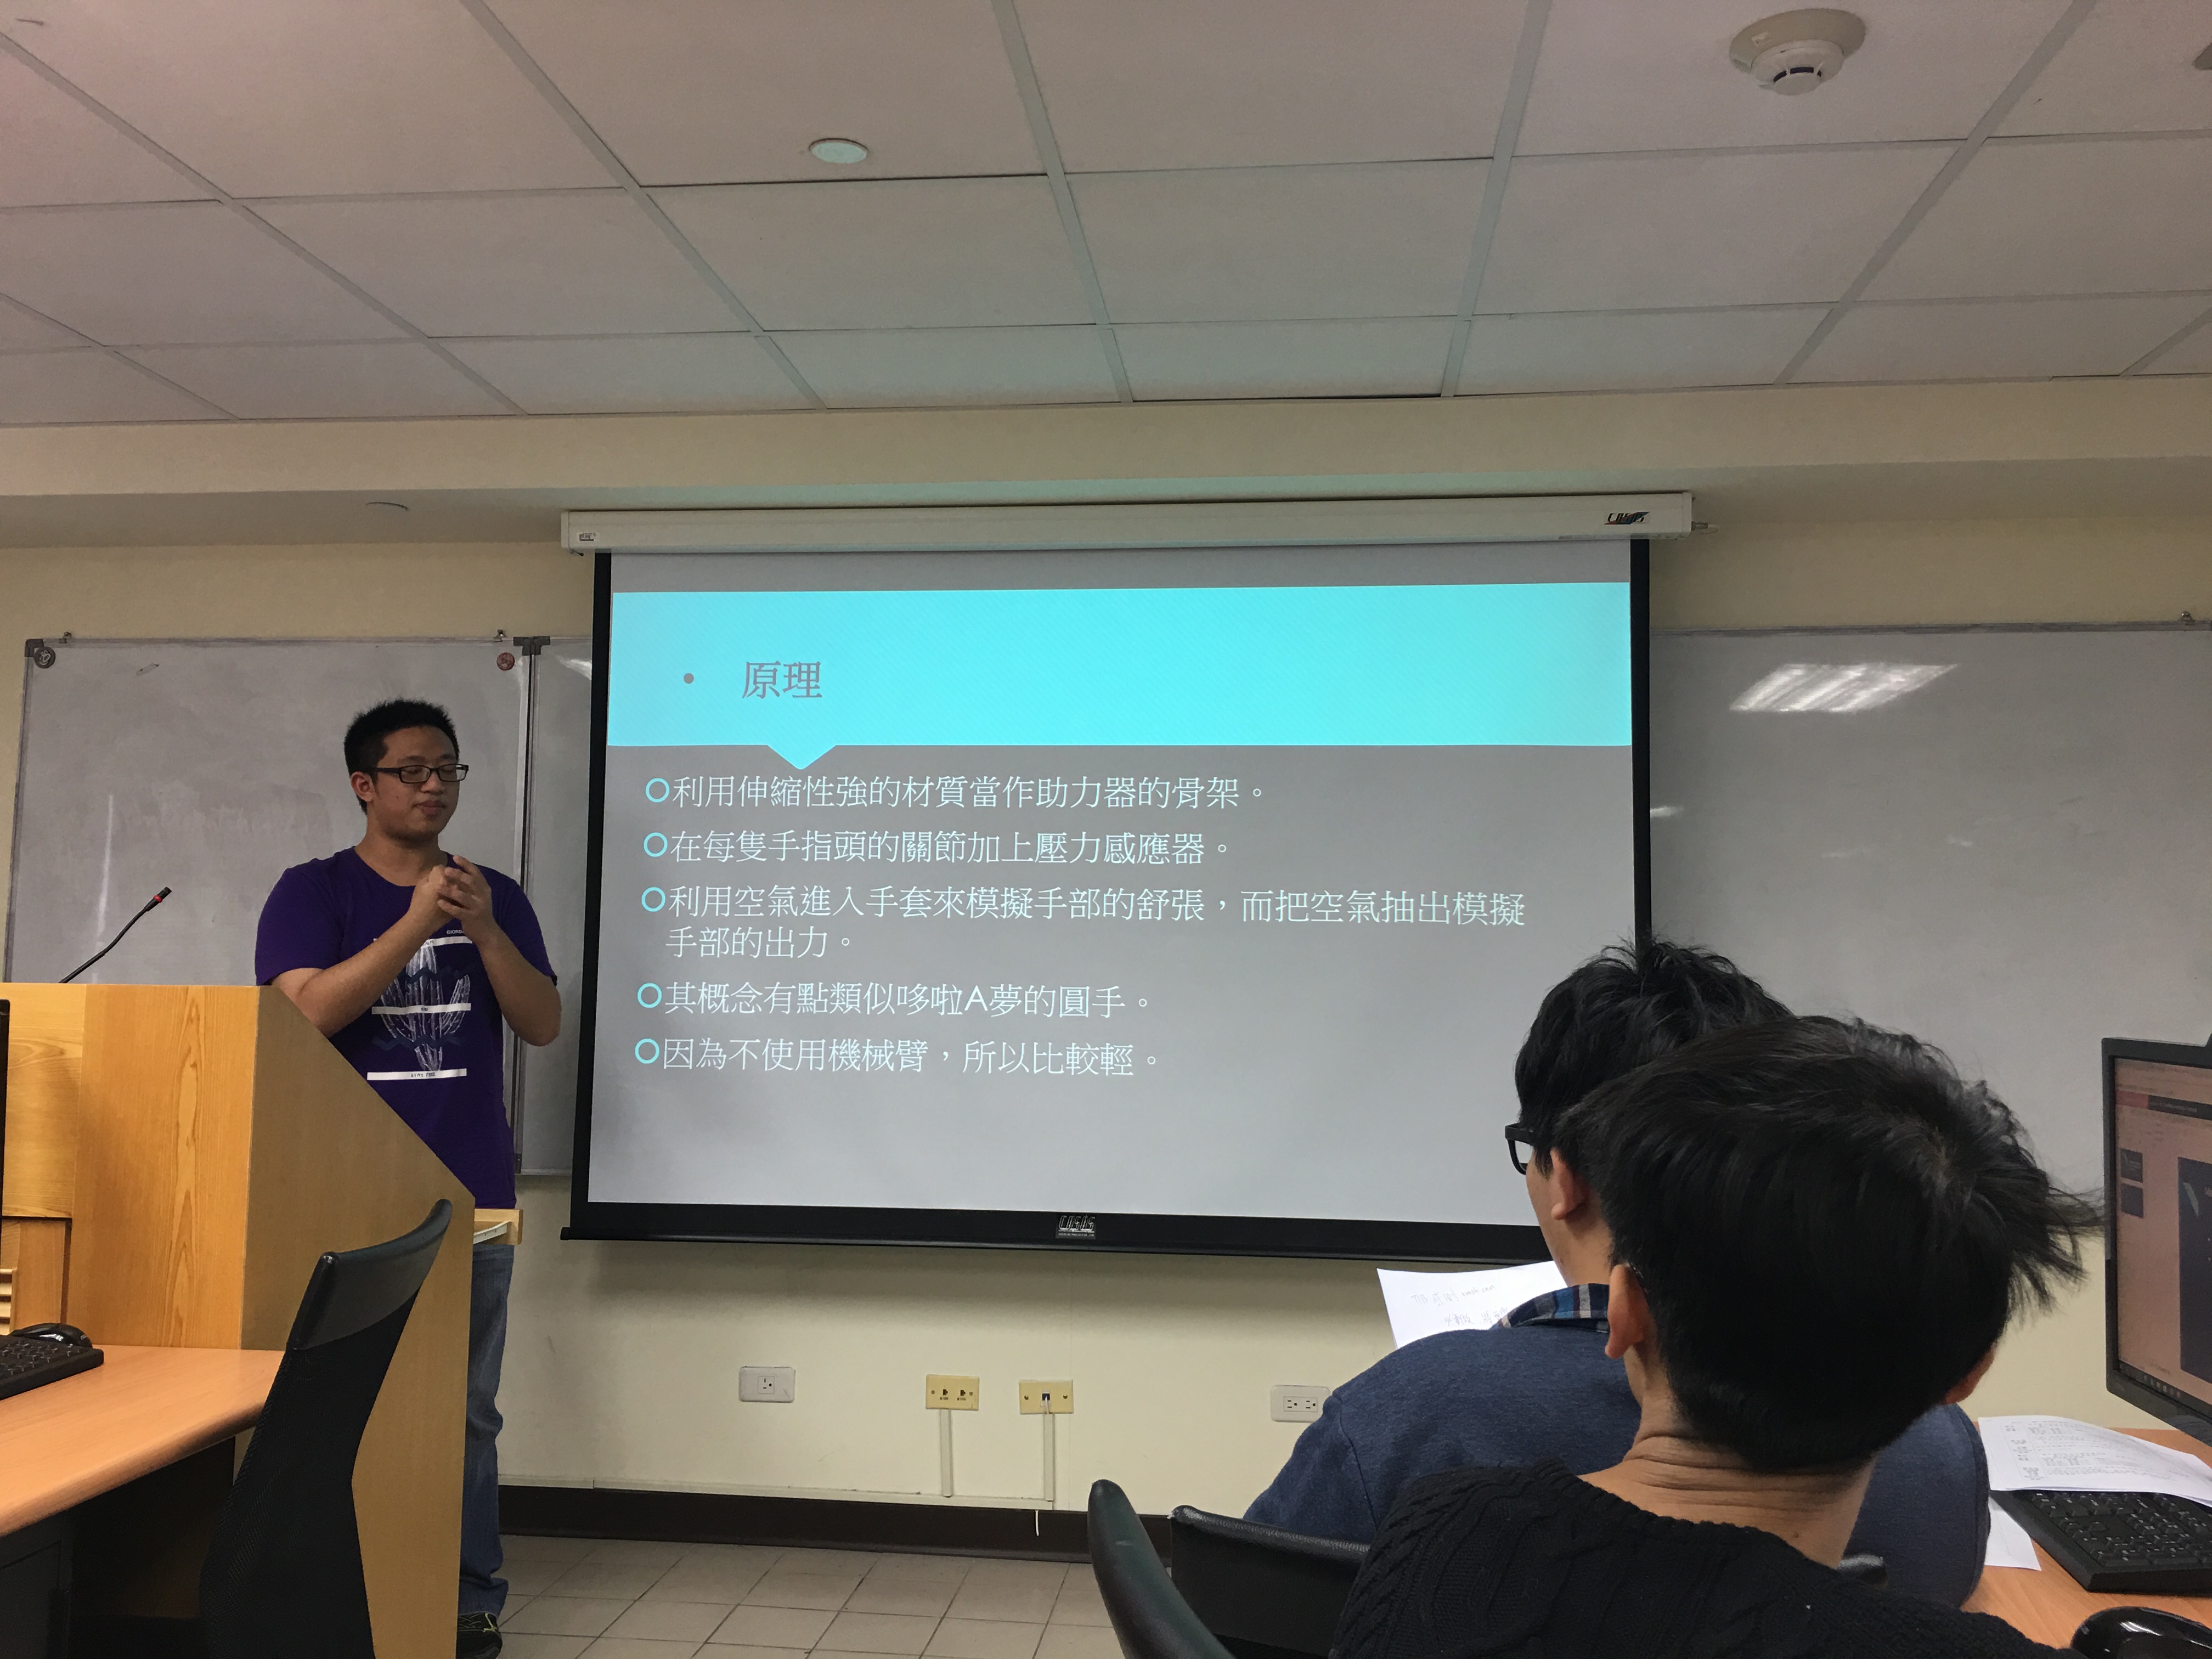 • 原理
利用伸縮性強的材質當作助力器的骨架。
在每隻手指頭的關節加上壓力感應器。
利用空氣進入手套來模擬手部的舒張，而把空氣抽出模擬
手部的出力。
其概念有點類似哆啦A夢的圓手。
因為不使用機械臂，所以比較輕。